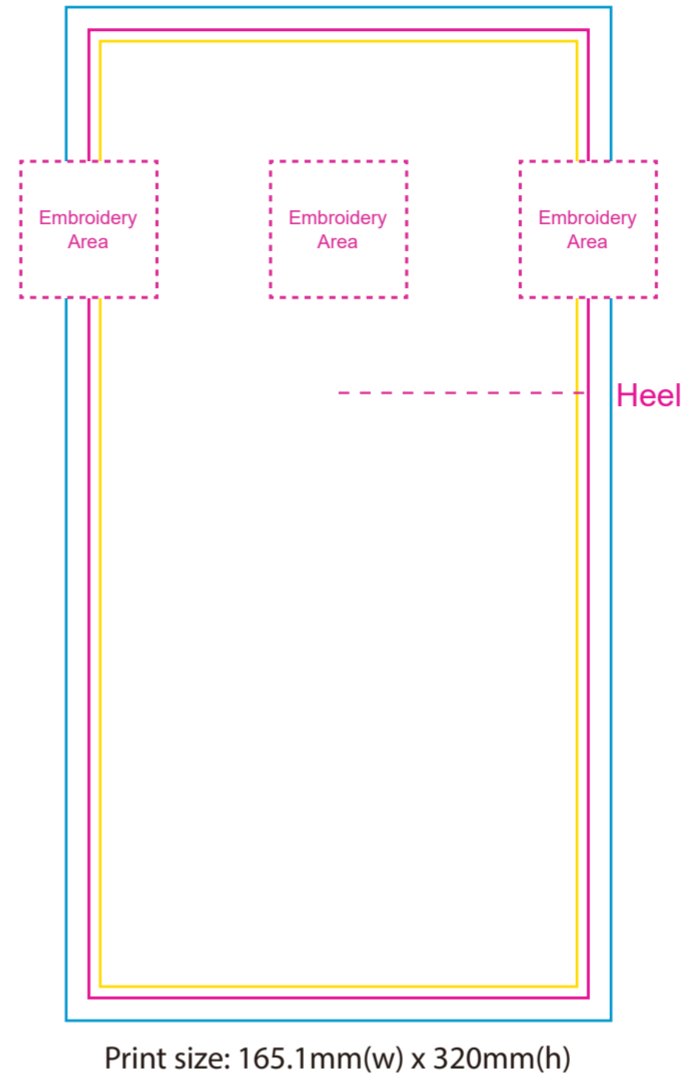 Embroidery
Area
Embroidery
Area
Embroidery
Area
Heel
Print size: 165.1mm(w) x 320mm(h)